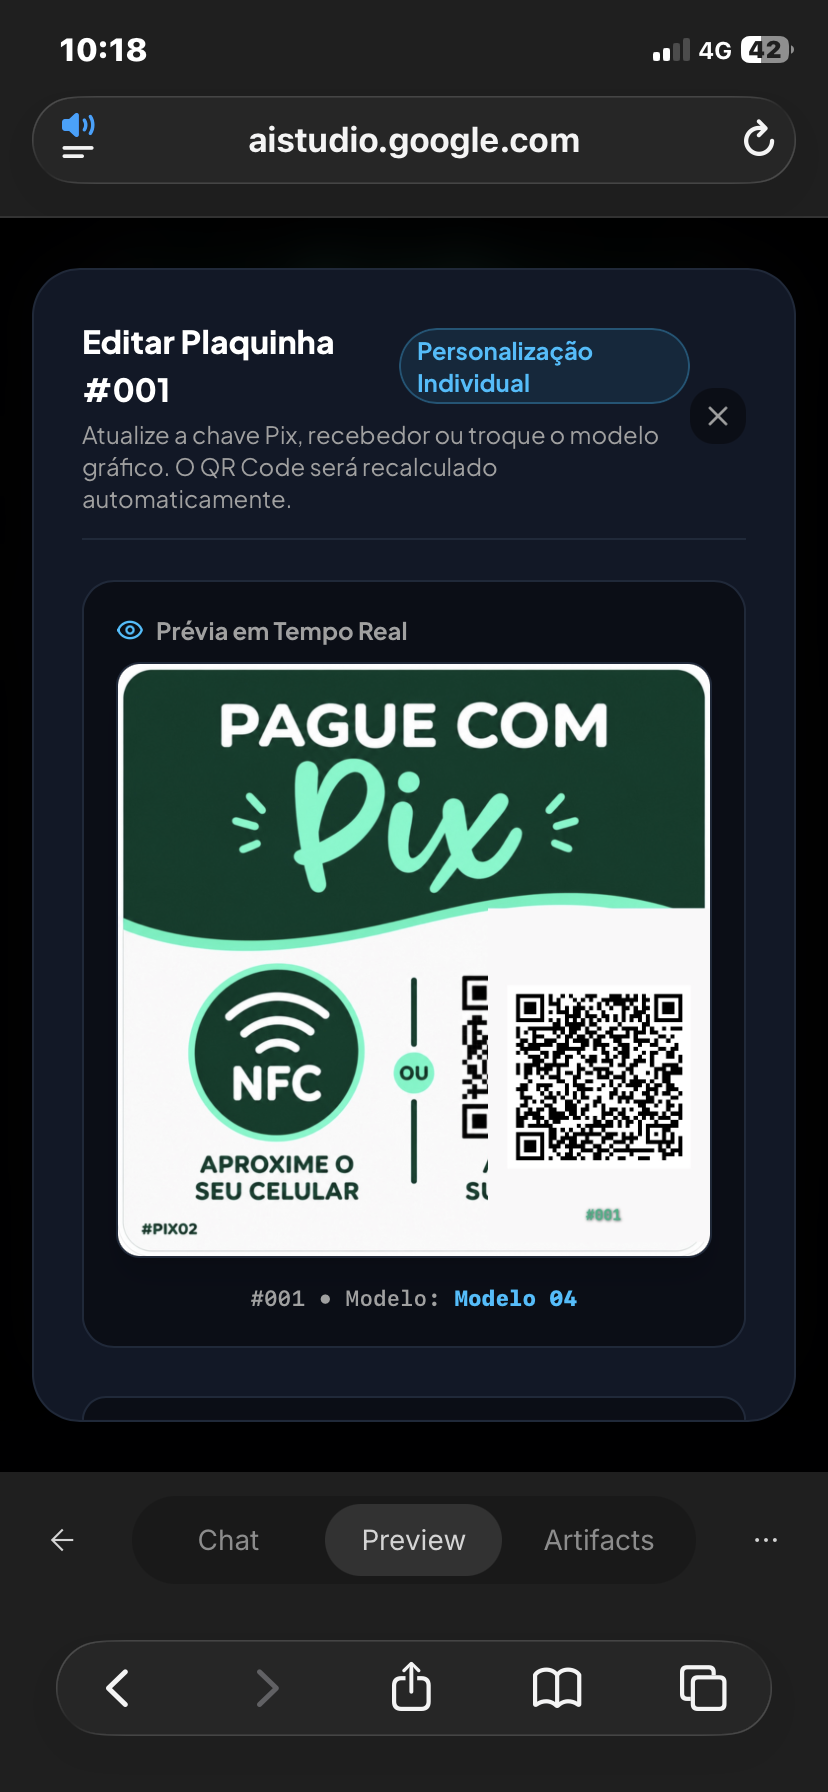 10:18
4G 42
aistudio.google.com
Editar Plaquinha
#001
Personalização
Individual
Atualize a chave Pix, recebedor ou troque o modelo
gráfico. O QR Code será recalculado
automaticamente.
Prévia em Tempo Real
PAGUE COM
Pix
NFC
OU
APROXIME O
SEU CELULAR
SU
#PIX02
#001
#001 • Modelo: Modelo 04
Chat
Preview
Artifacts